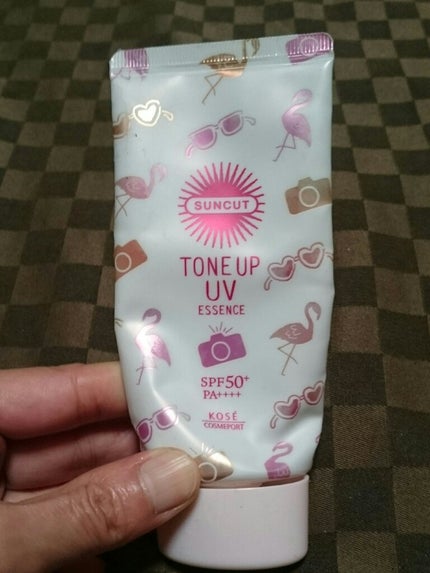 SUNCUT
TONE UP
UV
ESSENCE
SPF50+
PA++++
KOSÉ
COSMEPORT